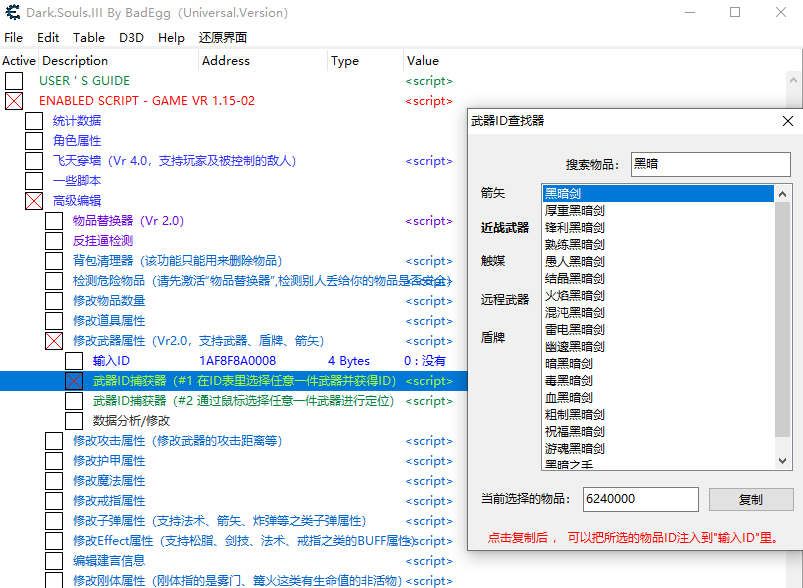 Dark.Souls.III By BadEgg（Universal.Version）
File Edit Table D3D Help 还原界面
Active Description Address Type Value
USER ' S GUIDE <script>
ENABLED SCRIPT - GAME VR 1.15-02 <script>
统计数据
角色属性
飞天穿墙（Vr 4.0，支持玩家及被控制的敌人） <script>
一些脚本
高级编辑
物品替换器（Vr 2.0） <script>
反挂逼检测
背包清理器（该功能只能用来删除物品） <script>
检测危险物品（请先激活"物品替换器",检测别人丢给你的物品是否安全） <script>
修改物品数量 <script>
修改道具属性 <script>
修改武器属性（Vr2.0，支持武器、盾牌、箭矢） <script>
输入ID 1AF8F8A0008 4 Bytes 0 : 没有
武器ID捕获器（#1 在ID表里选择任意一件武器并获得ID） <script>
武器ID捕获器（#2 通过鼠标选择任意一件武器进行定位） <script>
数据分析/修改
修改攻击属性（修改武器的攻击距离等） <script>
修改护甲属性 <script>
修改魔法属性 <script>
修改戒指属性 <script>
修改子弹属性（支持法术、箭矢、炸弹等之类子弹属性） <script>
修改Effect属性（支持松脂、剑技、法术、戒指之类的BUFF属性） <script>
编辑建言信息 <script>
修改刚体属性（刚体指的是雾门、篝火这类有生命值的非活物） <script>
武器ID查找器
搜索物品： 黑暗
箭矢
近战武器
触媒
远程武器
盾牌
黑暗剑
厚重黑暗剑
锋利黑暗剑
熟练黑暗剑
愚人黑暗剑
结晶黑暗剑
火焰黑暗剑
混沌黑暗剑
雷电黑暗剑
幽邃黑暗剑
暗黑暗剑
毒黑暗剑
血黑暗剑
粗制黑暗剑
祝福黑暗剑
游魂黑暗剑
黑暗之手
当前选择的物品： 6240000 复制
点击复制后 ， 可以把所选的物品ID注入到"输入ID"里。